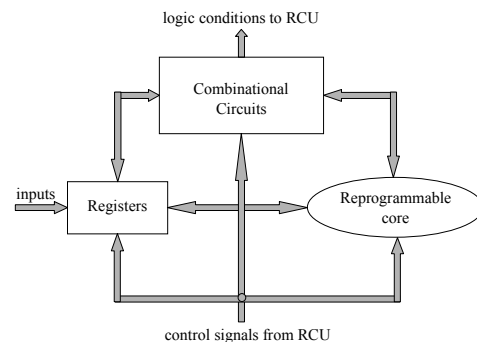 logic conditions to RCU
Combinational
Circuits
inputs
Registers
Reprogrammable
core
control signals from RCU